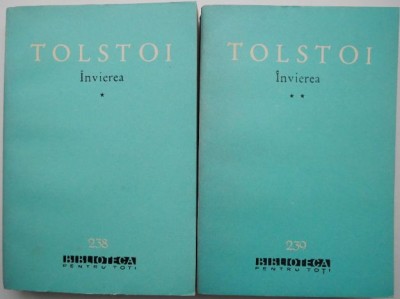 TOLSTOI
Învierea
*
238
BIBLIOTECA
PENTRU TOȚI
TOLSTOI
Învierea
* *
239
BIBLIOTECA
PENTRU TOȚI